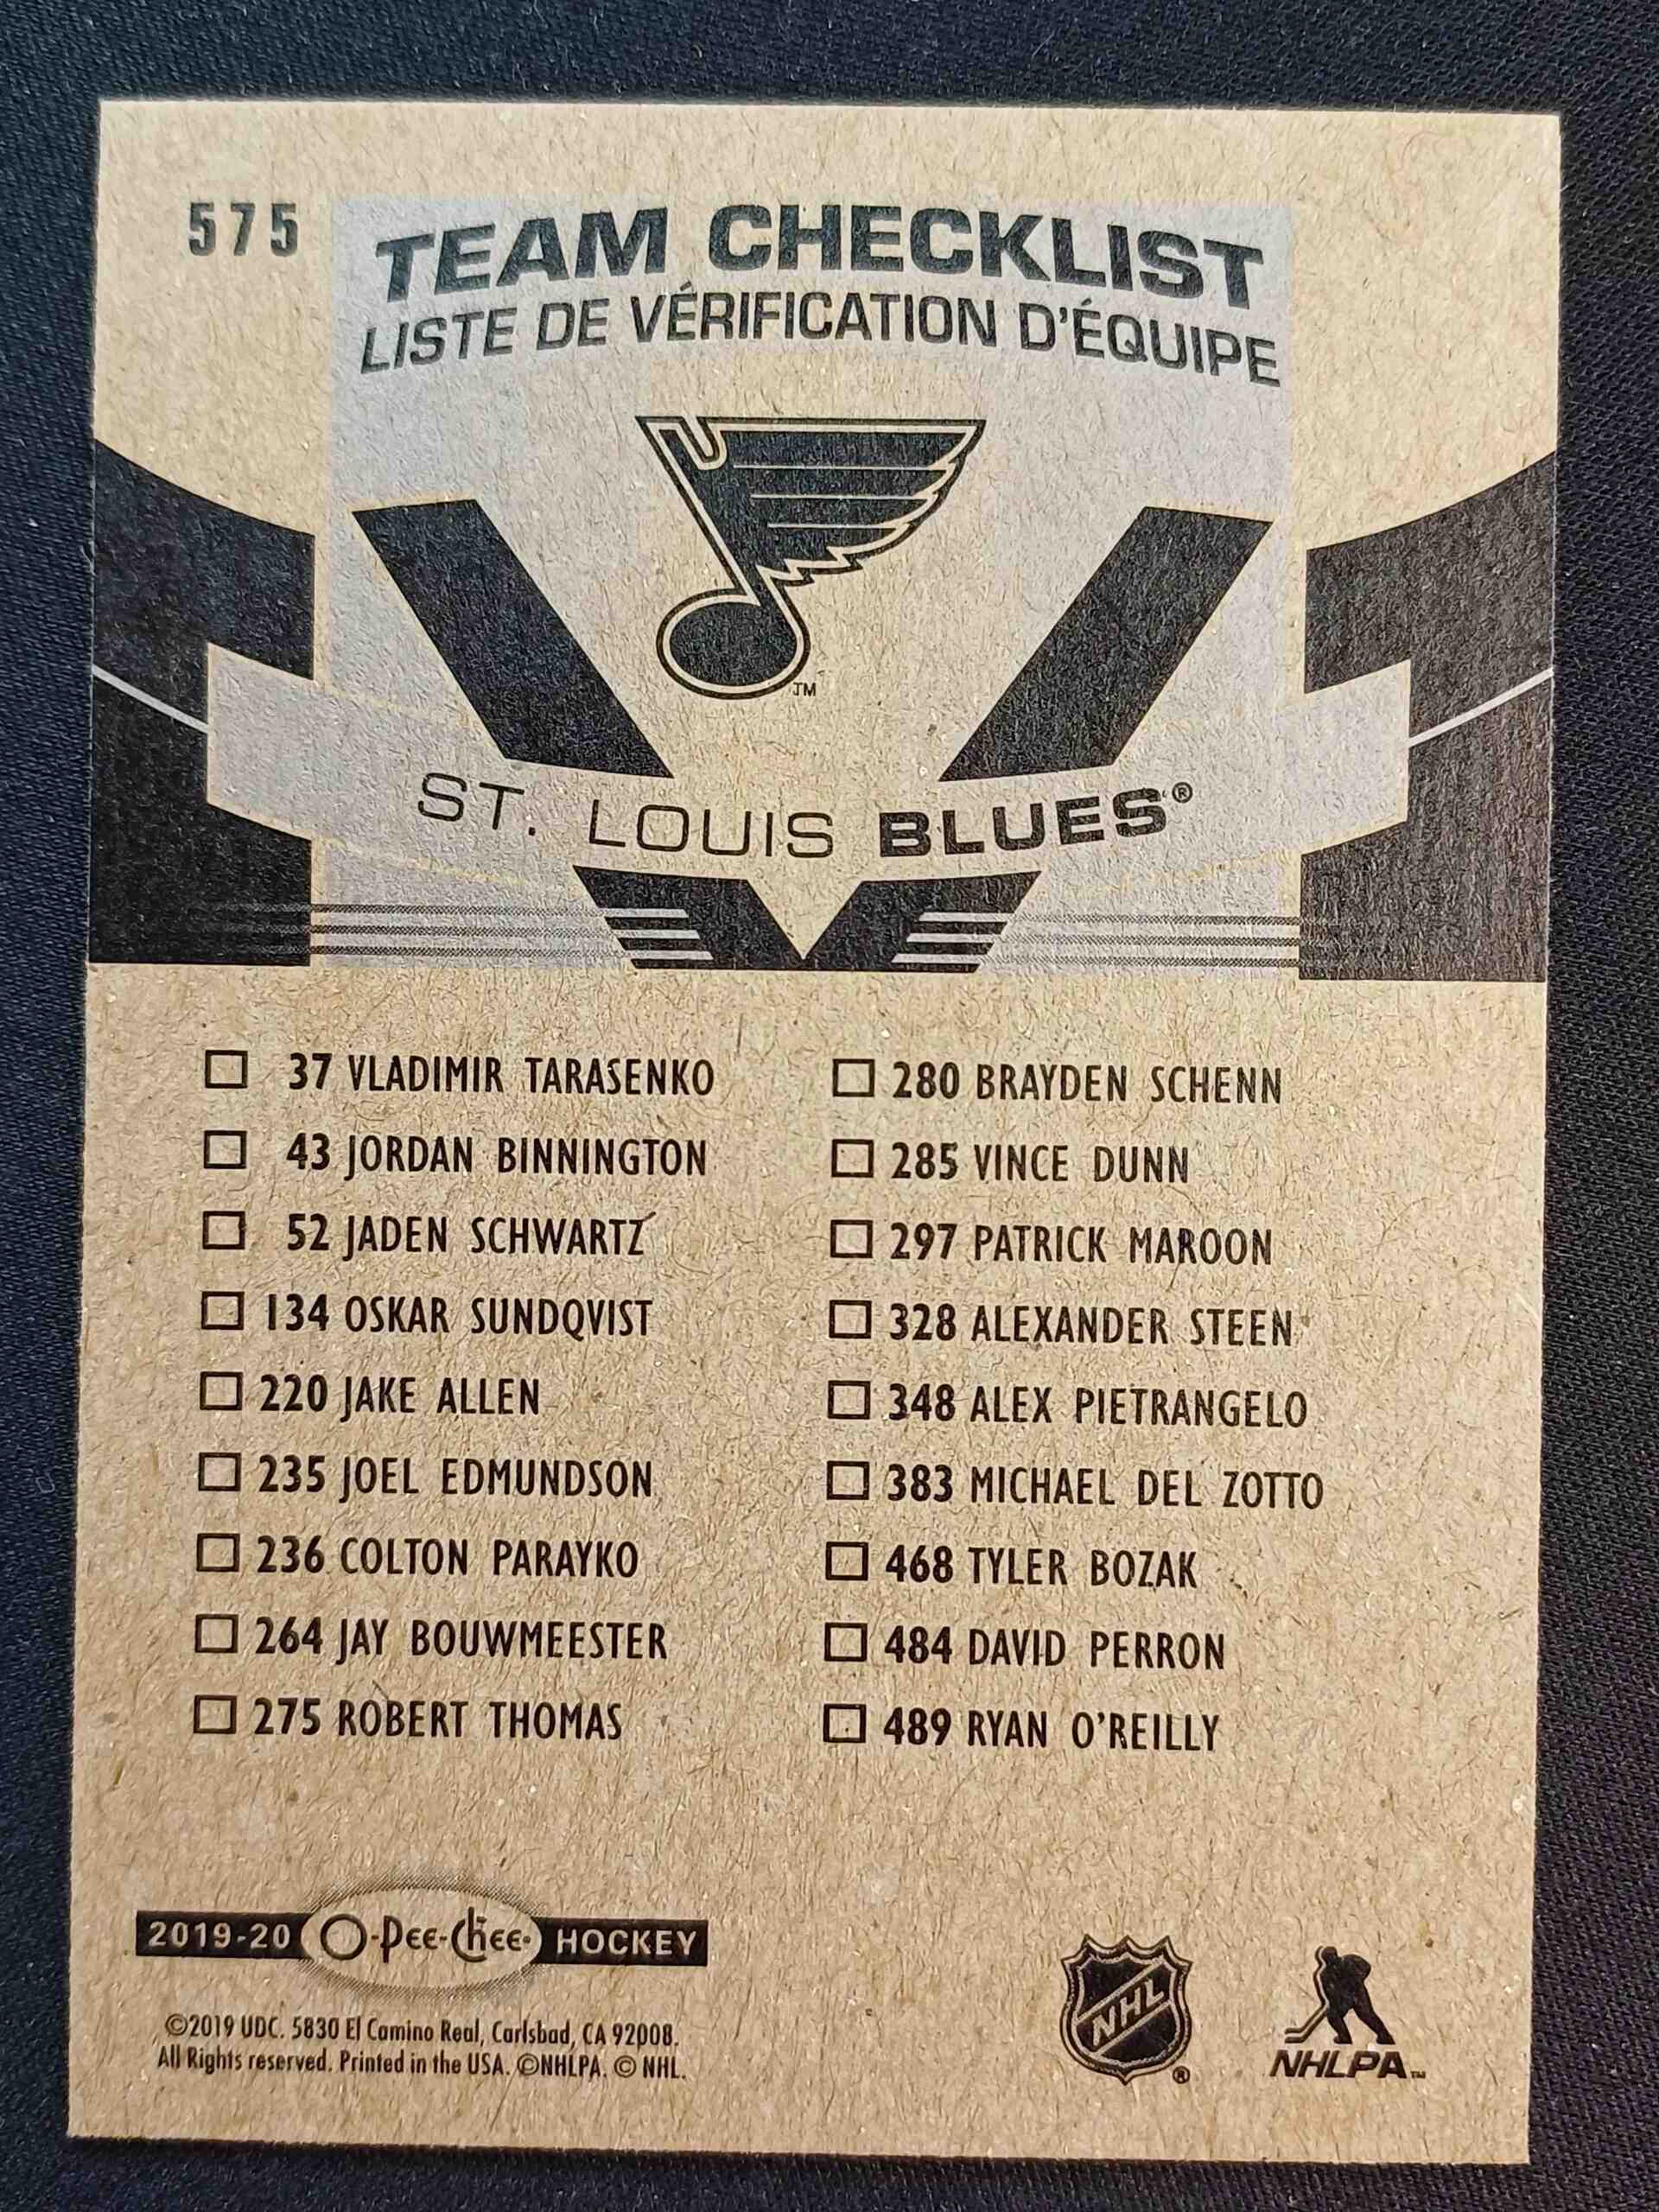 575
TEAM CHECKLIST
LISTE DE VÉRIFICATION D'ÉQUIPE
TM
ST. LOUIS BLUES®
37 VLADIMIR TARASENKO
43 JORDAN BINNINGTON
52 JADEN SCHWARTZ
134 OSKAR SUNDQVIST
220 JAKE ALLEN
235 JOEL EDMUNDSON
236 COLTON PARAYKO
264 JAY BOUWMEESTER
275 ROBERT THOMAS
280 BRAYDEN SCHENN
285 VINCE DUNN
297 PATRICK MAROON
328 ALEXANDER STEEN
348 ALEX PIETRANGELO
383 MICHAEL DEL ZOTTO
468 TYLER BOZAK
484 DAVID PERRON
489 RYAN O'REILLY
2019-20 O-Pee-Chee HOCKEY
©2019 UDC. 5830 El Camino Real, Carlsbad, CA 92008.
All Rights reserved. Printed in the USA. ©NHLPA. © NHL.
NHL ®
NHLPA™